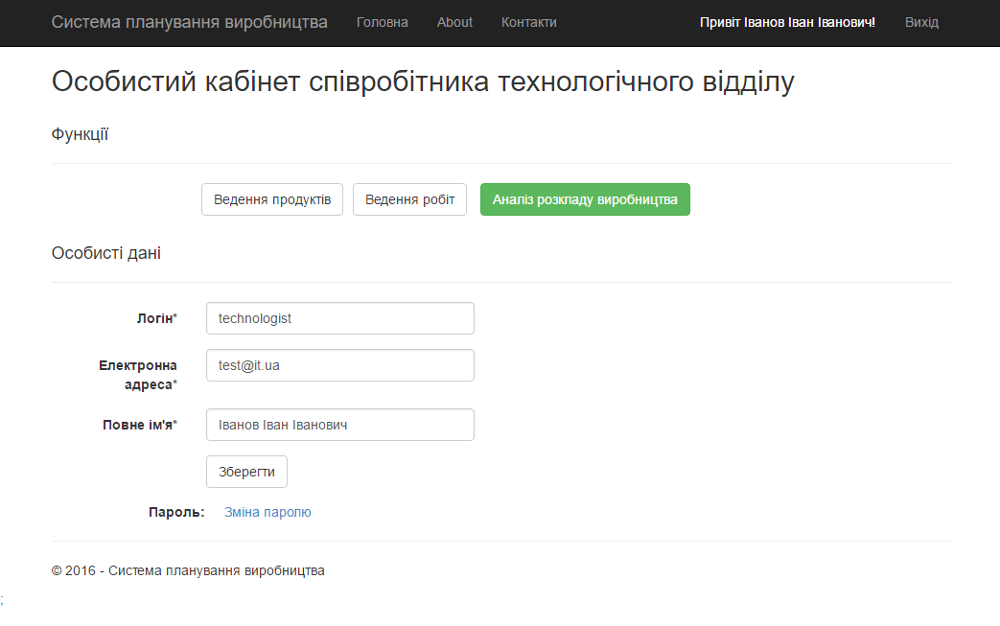 Система планування виробництва Головна About Контакти Привіт Іванов Іван Іванович! Вихід
Особистий кабінет співробітника технологічного відділу
Функції
Ведення продуктів Ведення робіт Аналіз розкладу виробництва
Особисті дані
Логін* technologist
Електронна адреса* test@it.ua
Повне ім'я* Іванов Іван Іванович
Зберегти
Пароль: Зміна паролю
© 2016 - Система планування виробництва
;